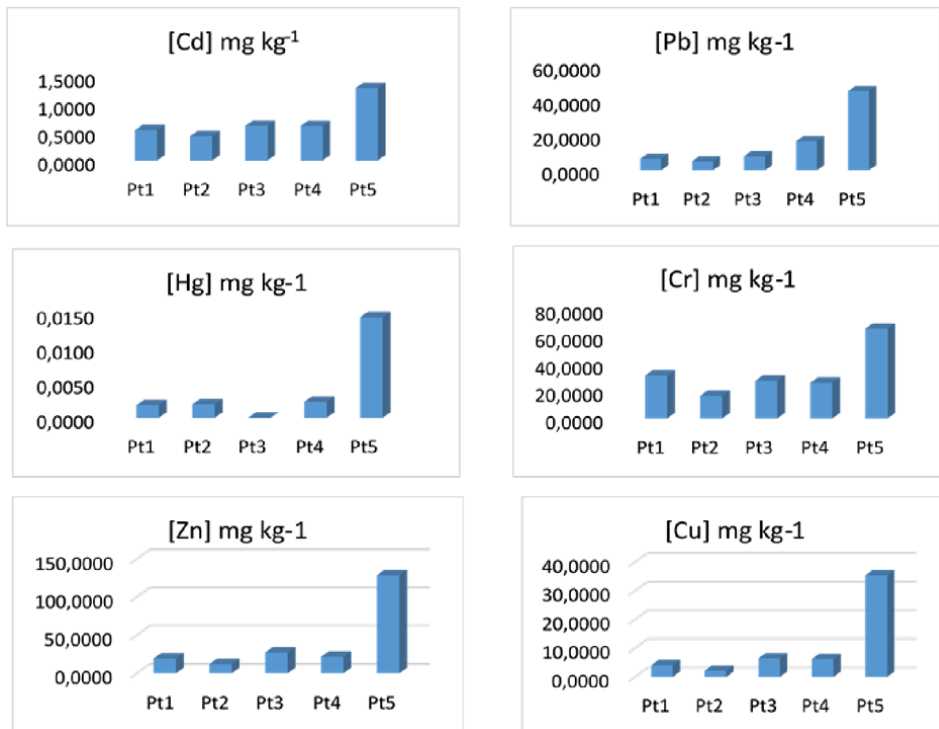 [Cd] mg kg-1
1,5000
1,0000
0,5000
0,0000
Pt1 Pt2 Pt3 Pt4 Pt5
[Pb] mg kg-1
60,0000
40,0000
20,0000
0,0000
Pt1 Pt2 Pt3 Pt4 Pt5
[Hg] mg kg-1
0,0150
0,0100
0,0050
0,0000
Pt1 Pt2 Pt3 Pt4 Pt5
[Cr] mg kg-1
80,0000
60,0000
40,0000
20,0000
0,0000
Pt1 Pt2 Pt3 Pt4 Pt5
[Zn] mg kg-1
150,0000
100,0000
50,0000
0,0000
Pt1 Pt2 Pt3 Pt4 Pt5
[Cu] mg kg-1
40,0000
30,0000
20,0000
10,0000
0,0000
Pt1 Pt2 Pt3 Pt4 Pt5